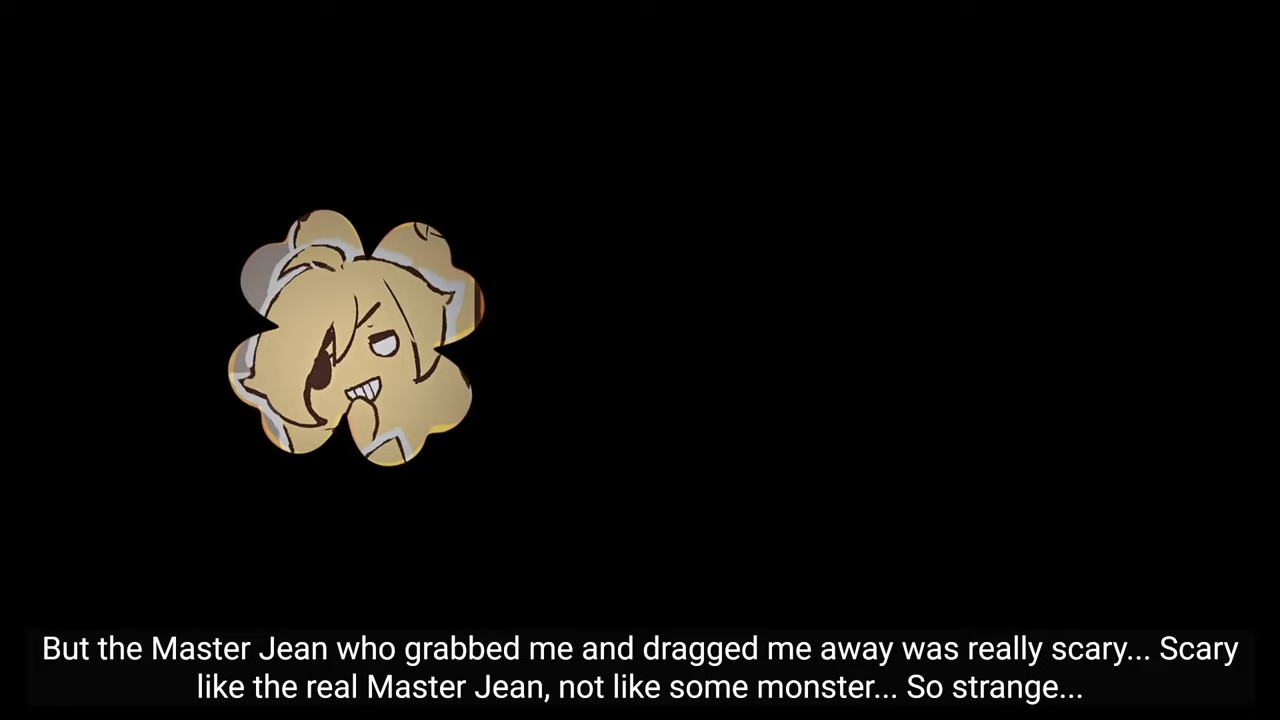 But the Master Jean who grabbed me and dragged me away was really scary... Scary
like the real Master Jean, not like some monster... So strange...